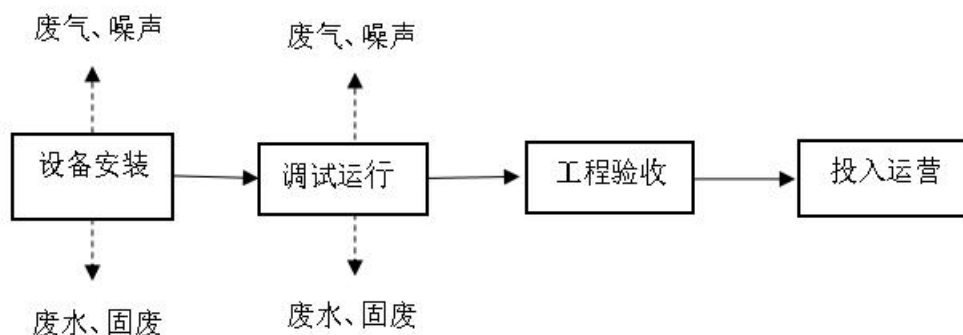 废气、噪声
废气、噪声
设备安装
调试运行
工程验收
投入运营
废水、固废
废水、固废